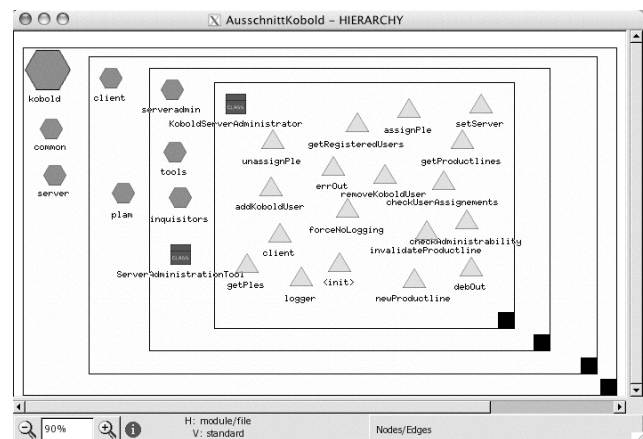 AusschnittKobold - HIERARCHY
kobold
client
serveradmin
CLASS
KoboldServerAdministrator
common
server
plam
tools
inquisitors
CLASS
ServerAdministrationTool
assignPle
setServer
getRegisteredUsers
unassignPle
getProductlines
errOut
removeKoboldUser
checkUserAssignements
addKoboldUser
forceNoLogging
checkAdministrability
client
invalidateProductline
getPles
logger
<init>
newProductline
debOut
90%
H: module/file
V: standard
Nodes/Edges